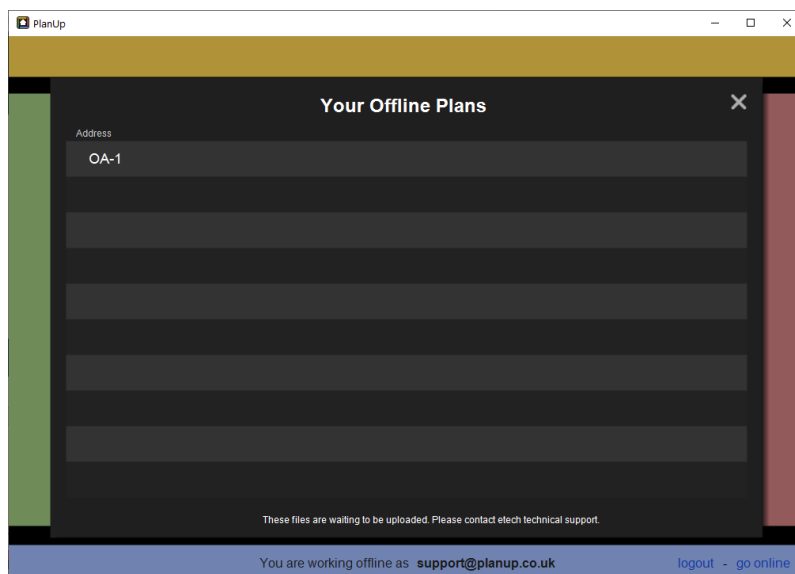 PlanUp
Your Offline Plans
Address
OA-1
These files are waiting to be uploaded. Please contact etech technical support.
You are working offline as support@planup.co.uk logout - go online